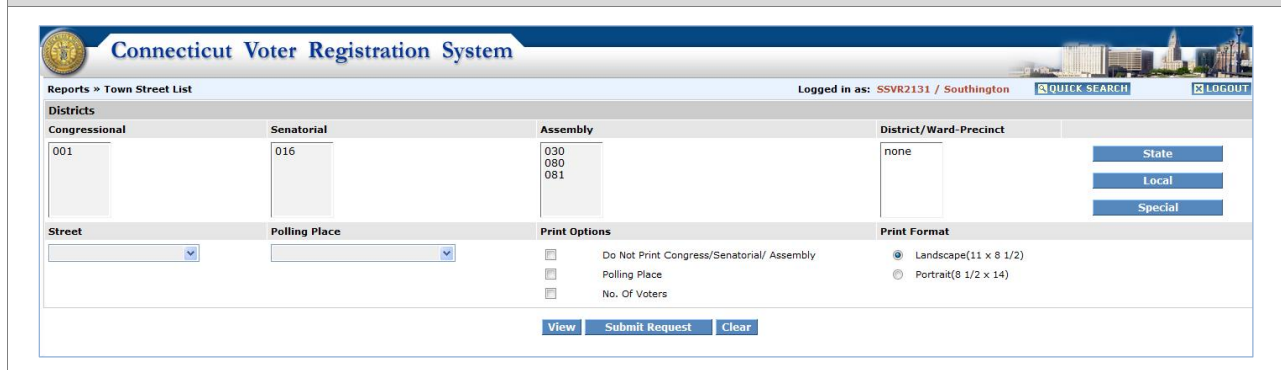 Connecticut Voter Registration System
Reports » Town Street List Logged in as: SSVR2131 / Southington QUICK SEARCH LOGOUT
Districts
Congressional Senatorial Assembly District/Ward-Precinct
001 016 030 none State
080
081 Local
Special
Street Polling Place Print Options Print Format
Do Not Print Congress/Senatorial/ Assembly Landscape(11 x 8 1/2)
Polling Place Portrait(8 1/2 x 14)
No. Of Voters
View Submit Request Clear